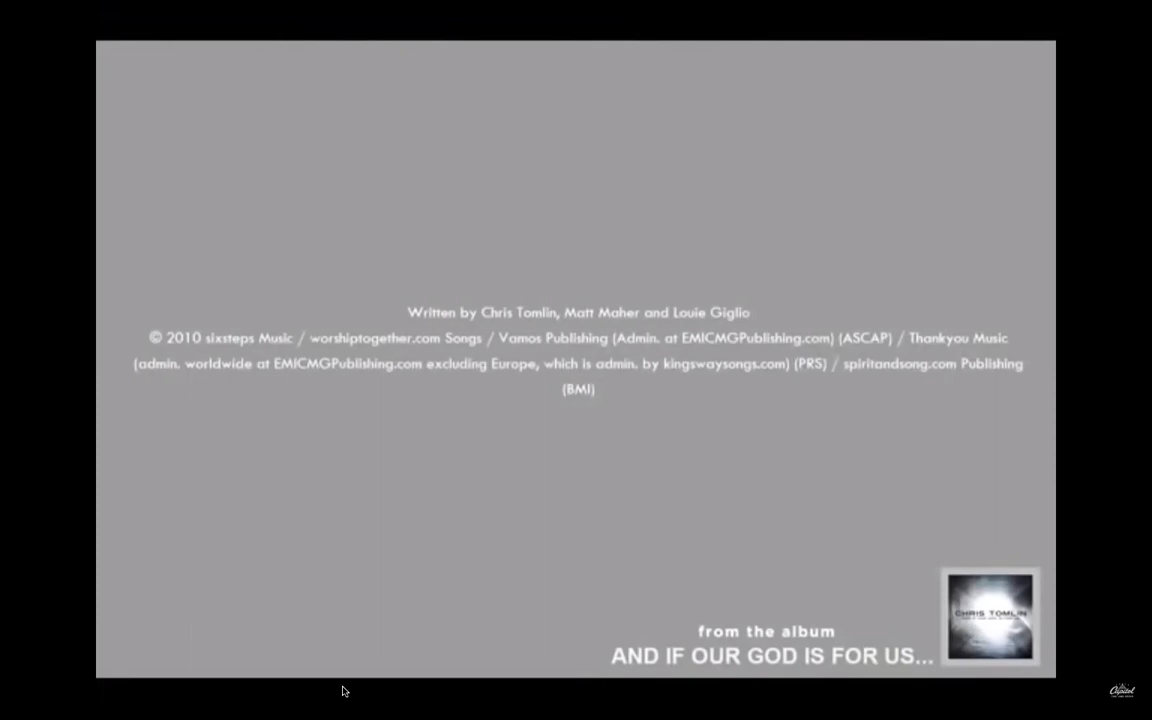 Written by Chris Tomlin, Matt Maher and Louie Giglio
© 2010 sixsteps Music / worshiptogether.com Songs / Vamos Publishing (Admin. at EMICMGPublishing.com) (ASCAP) / Thankyou Music
(admin. worldwide at EMICMGPublishing.com excluding Europe, which is admin. by kingswaysongs.com) (PRS) / spiritandsong.com Publishing
(BMI)
from the album
AND IF OUR GOD IS FOR US...
CHRIS TOMLIN
Capitol